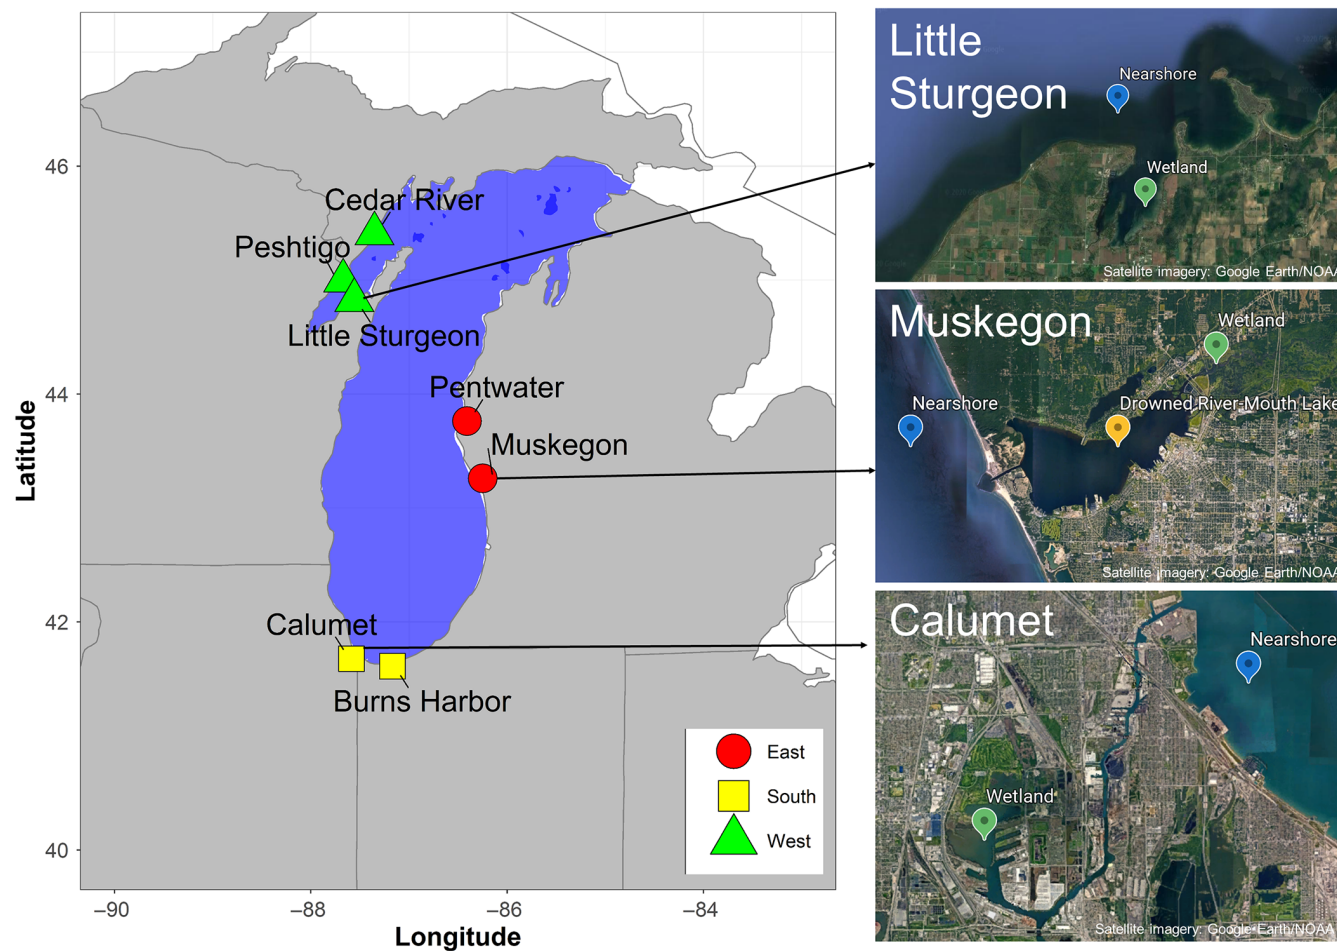 46
44
42
40
Latitude
−90
−88
−86
−84
Longitude
Cedar River
Peshtigo
Little Sturgeon
Pentwater
Muskegon
Calumet
Burns Harbor
East
South
West
Little
Sturgeon
Nearshore
Wetland
Satellite imagery: Google Earth/NOAA
Muskegon
Wetland
Nearshore
Drowned River-Mouth Lake
Satellite imagery: Google Earth/NOAA
Calumet
Nearshore
Wetland
Satellite imagery: Google Earth/NOAA